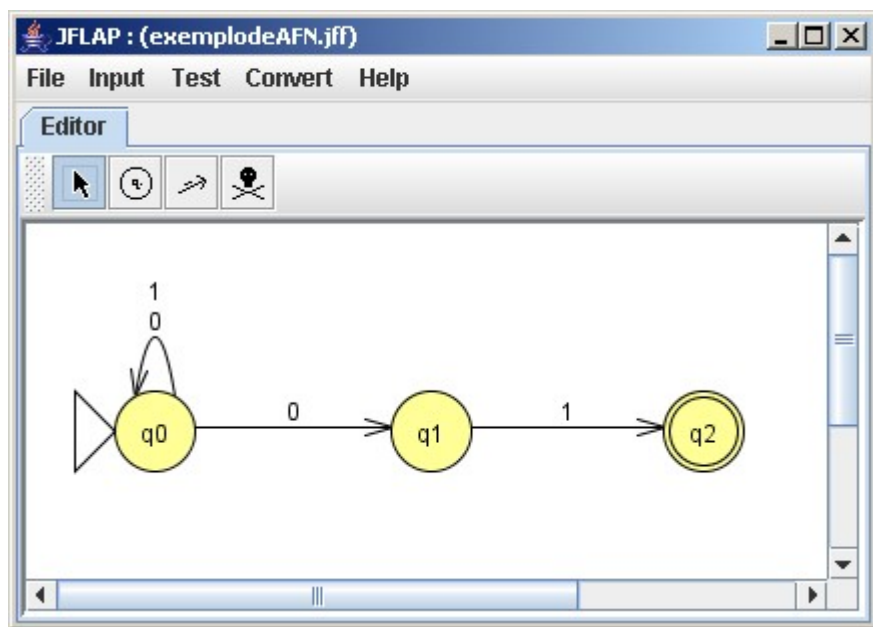 JFLAP : (exemplodeAFN.jff)
File Input Test Convert Help
Editor
q
1
0
q0
0
q1
1
q2